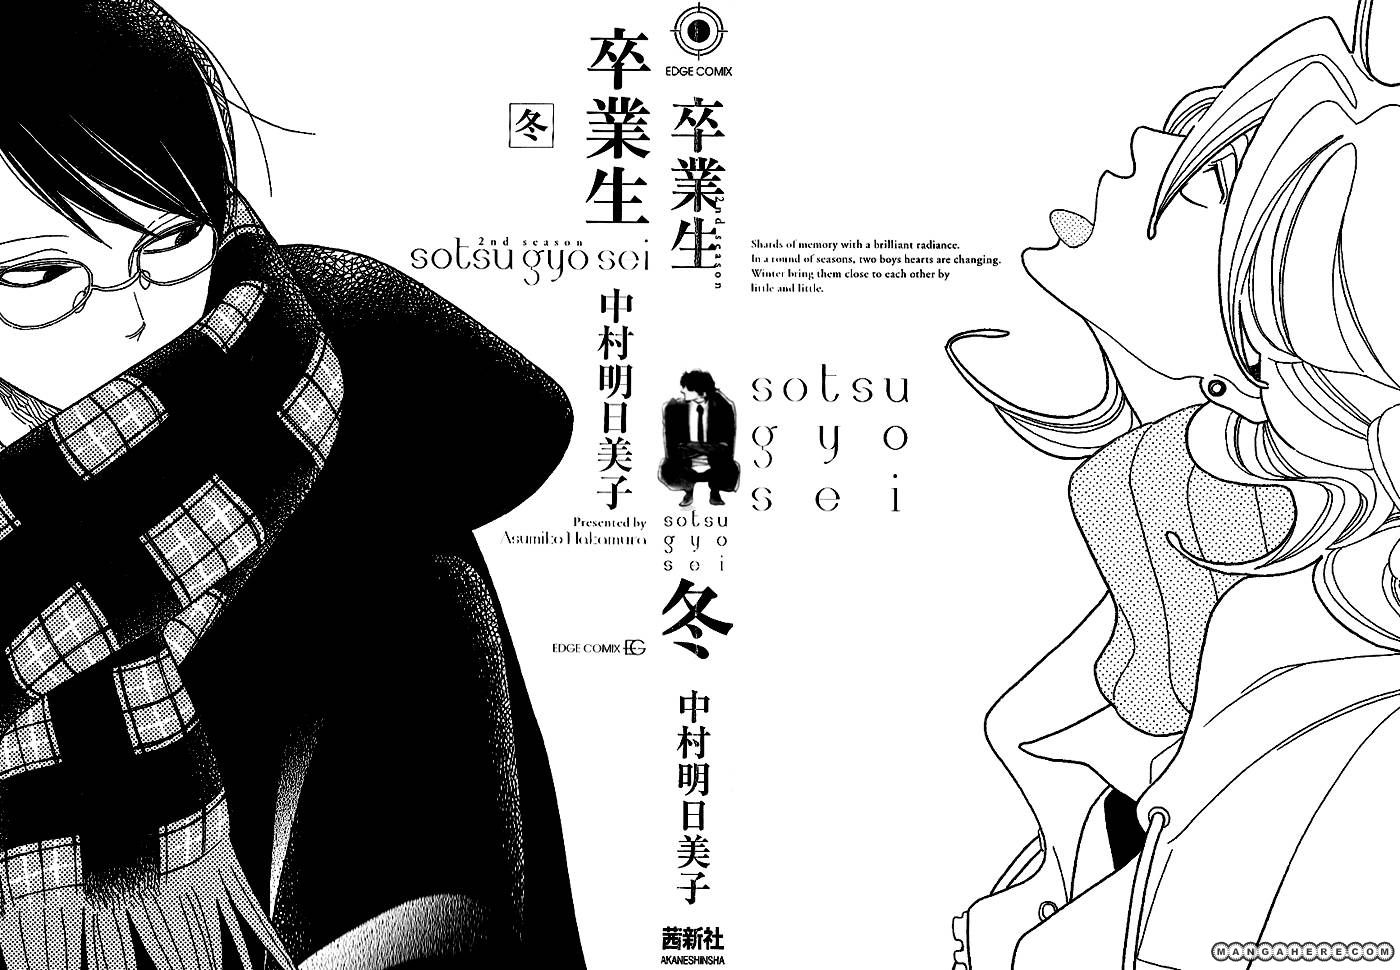 卒業生
冬
2nd season
sotsu gyo sei
中村明日美子
Presented by
Asumiko Nakamura
EDGE COMIX EG
EDGE COMIX
卒業生
2nd season
sotsu
gyo
sei
冬
中村明日美子
茜新社
AKANESHINSHA
Shards of memory with a brilliant radiance.
In a round of seasons, two boys hearts are changing.
Winter bring them close to each other by
little and little.
sotsu
gyo
sei
MANGAHERE.COM